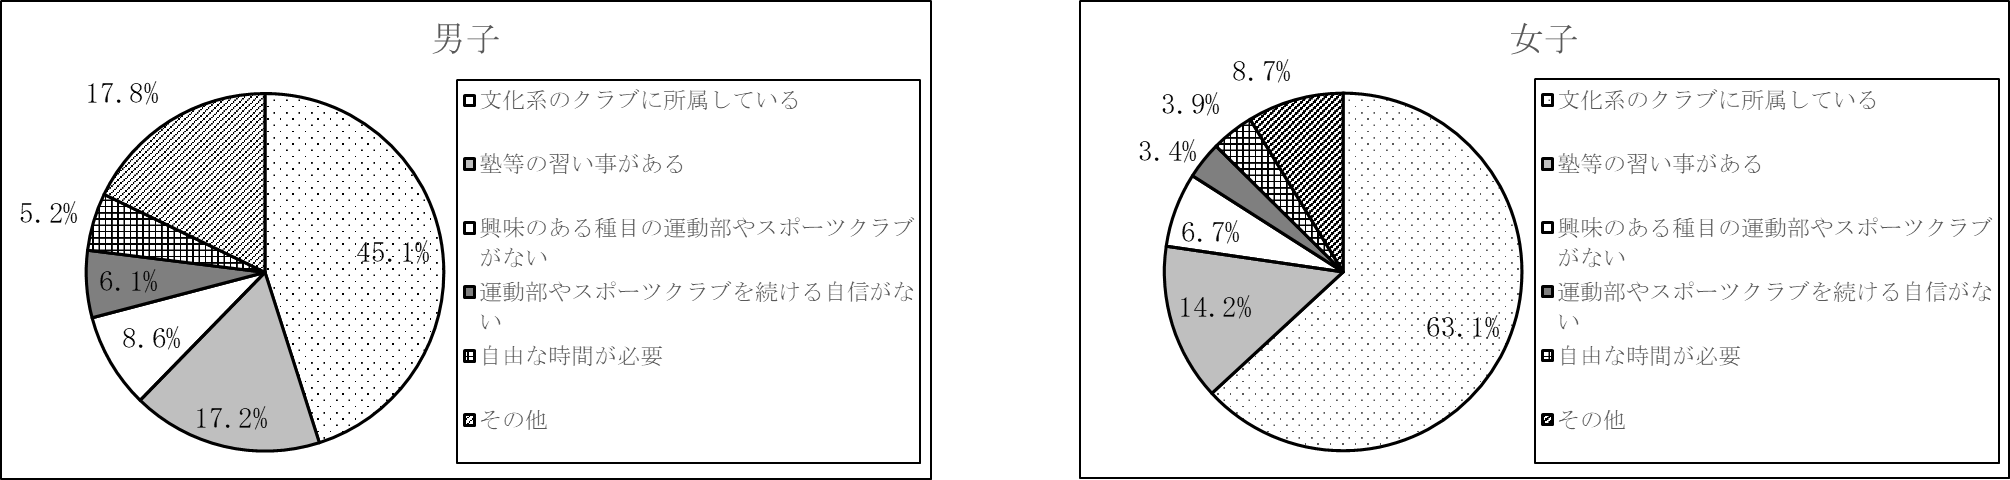 男子
17.8%
5.2%
6.1%
8.6%
17.2%
45.1%
文化系のクラブに所属している
塾等の習い事がある
興味のある種目の運動部やスポーツクラブ
がない
運動部やスポーツクラブを続ける自信がな
い
自由な時間が必要
その他
女子
8.7%
3.9%
3.4%
6.7%
14.2%
63.1%
文化系のクラブに所属している
塾等の習い事がある
興味のある種目の運動部やスポーツクラブ
がない
運動部やスポーツクラブを続ける自信がな
い
自由な時間が必要
その他